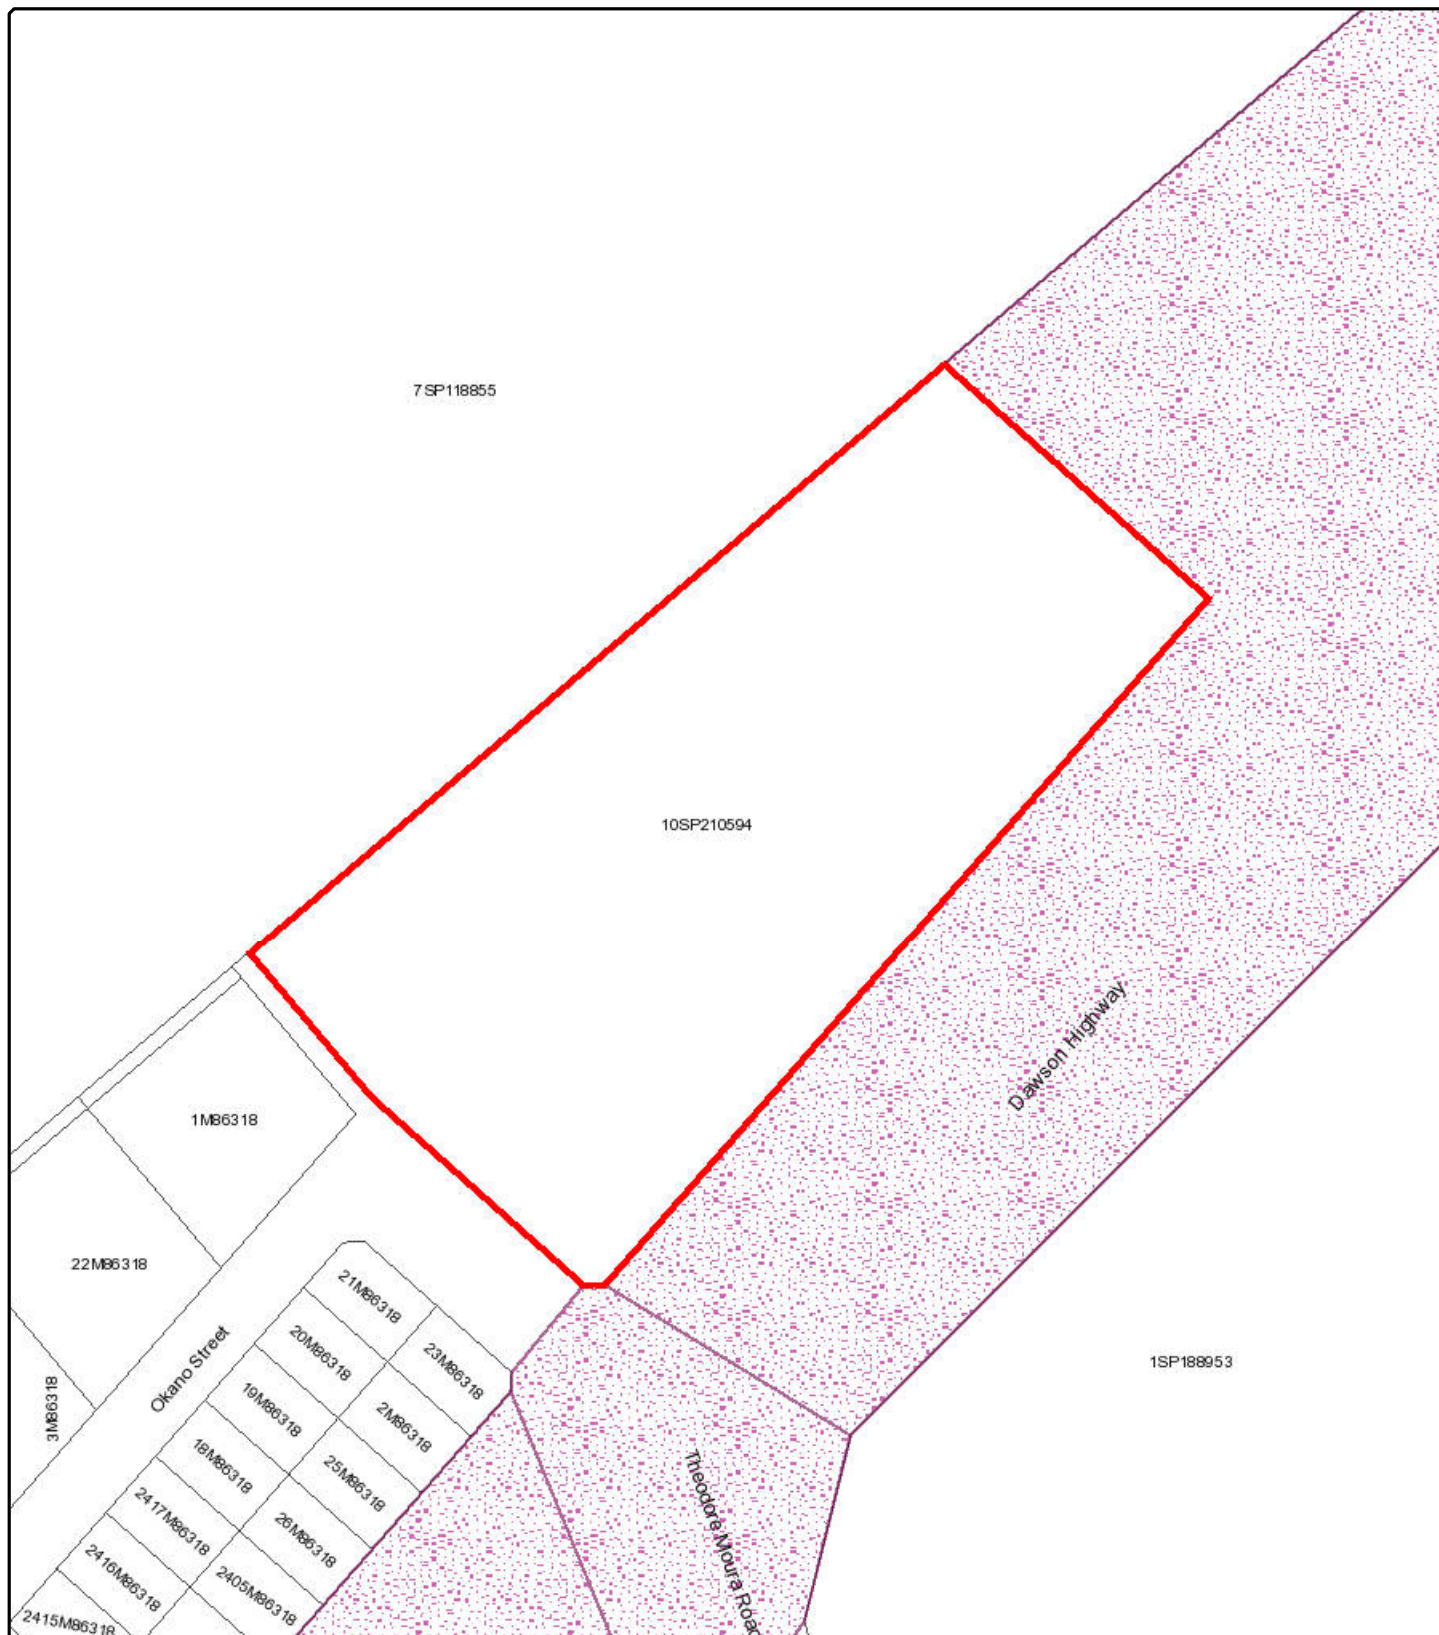 7SP118855
10SP210594
Dawson Highway
1M86318
22M86318
21M86318
20M86318
23M86318
Okano Street
1SP188953
3M86318
19M86318
2M86318
18M86318
25M86318
Theodore Moura Road
2417M86318
26M86318
2416M86318
2405M86318
2415M86318